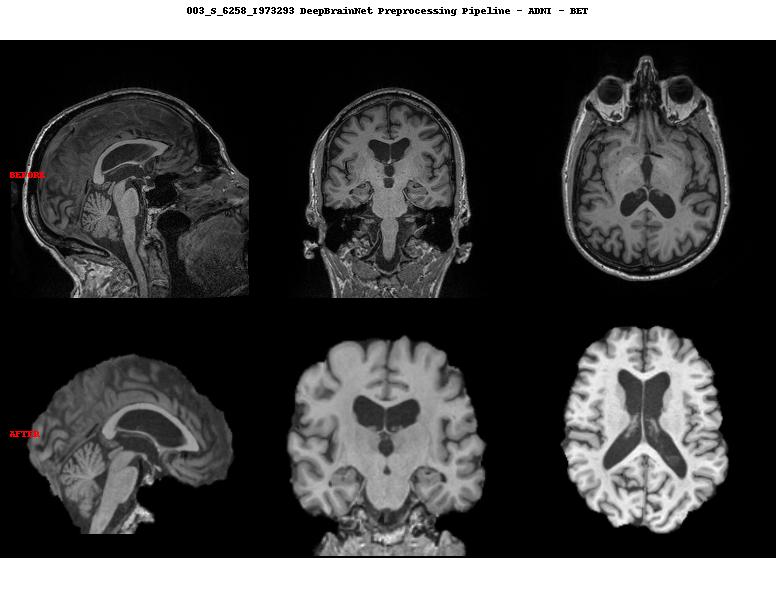 003_S_6258_I973293 DeepBrainNet Preprocessing Pipeline - ADNI - BET
BEFORE
AFTER